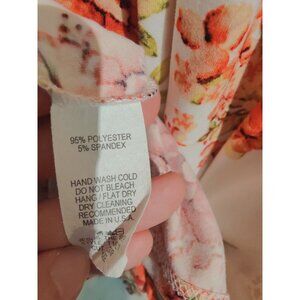 95% POLYESTER
5% SPANDEX
HAND WASH COLD
DO NOT BLEACH
HANG / FLAT DRY
DRY CLEANING
RECOMMENDED
MADE IN U.S.A.